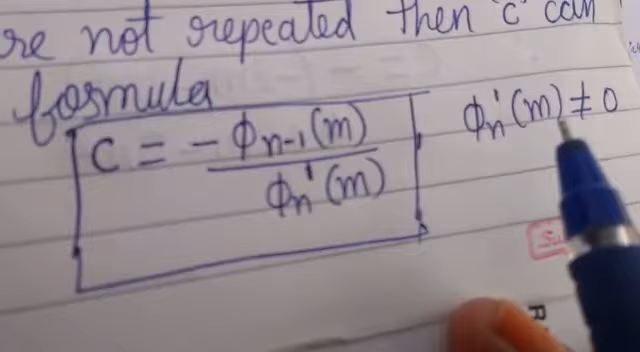 re not repeated then 'c' can
formula
c = - ϕₙ₋₁(m) / ϕₙ'(m)    ϕₙ'(m) ≠ 0